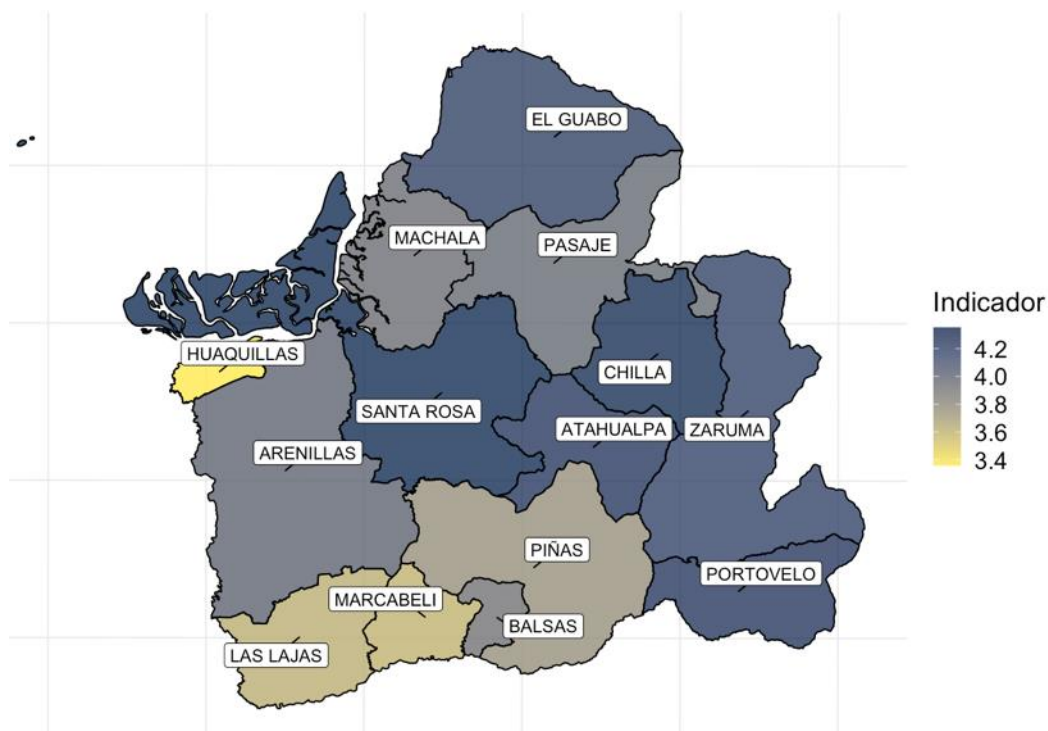 EL GUABO
MACHALA
PASAJE
HUAQUILLAS
CHILLA
SANTA ROSA
ATAHUALPA
ZARUMA
ARENILLAS
PIÑAS
PORTOVELO
MARCABELI
BALSAS
LAS LAJAS
Indicador
4.2
4.0
3.8
3.6
3.4